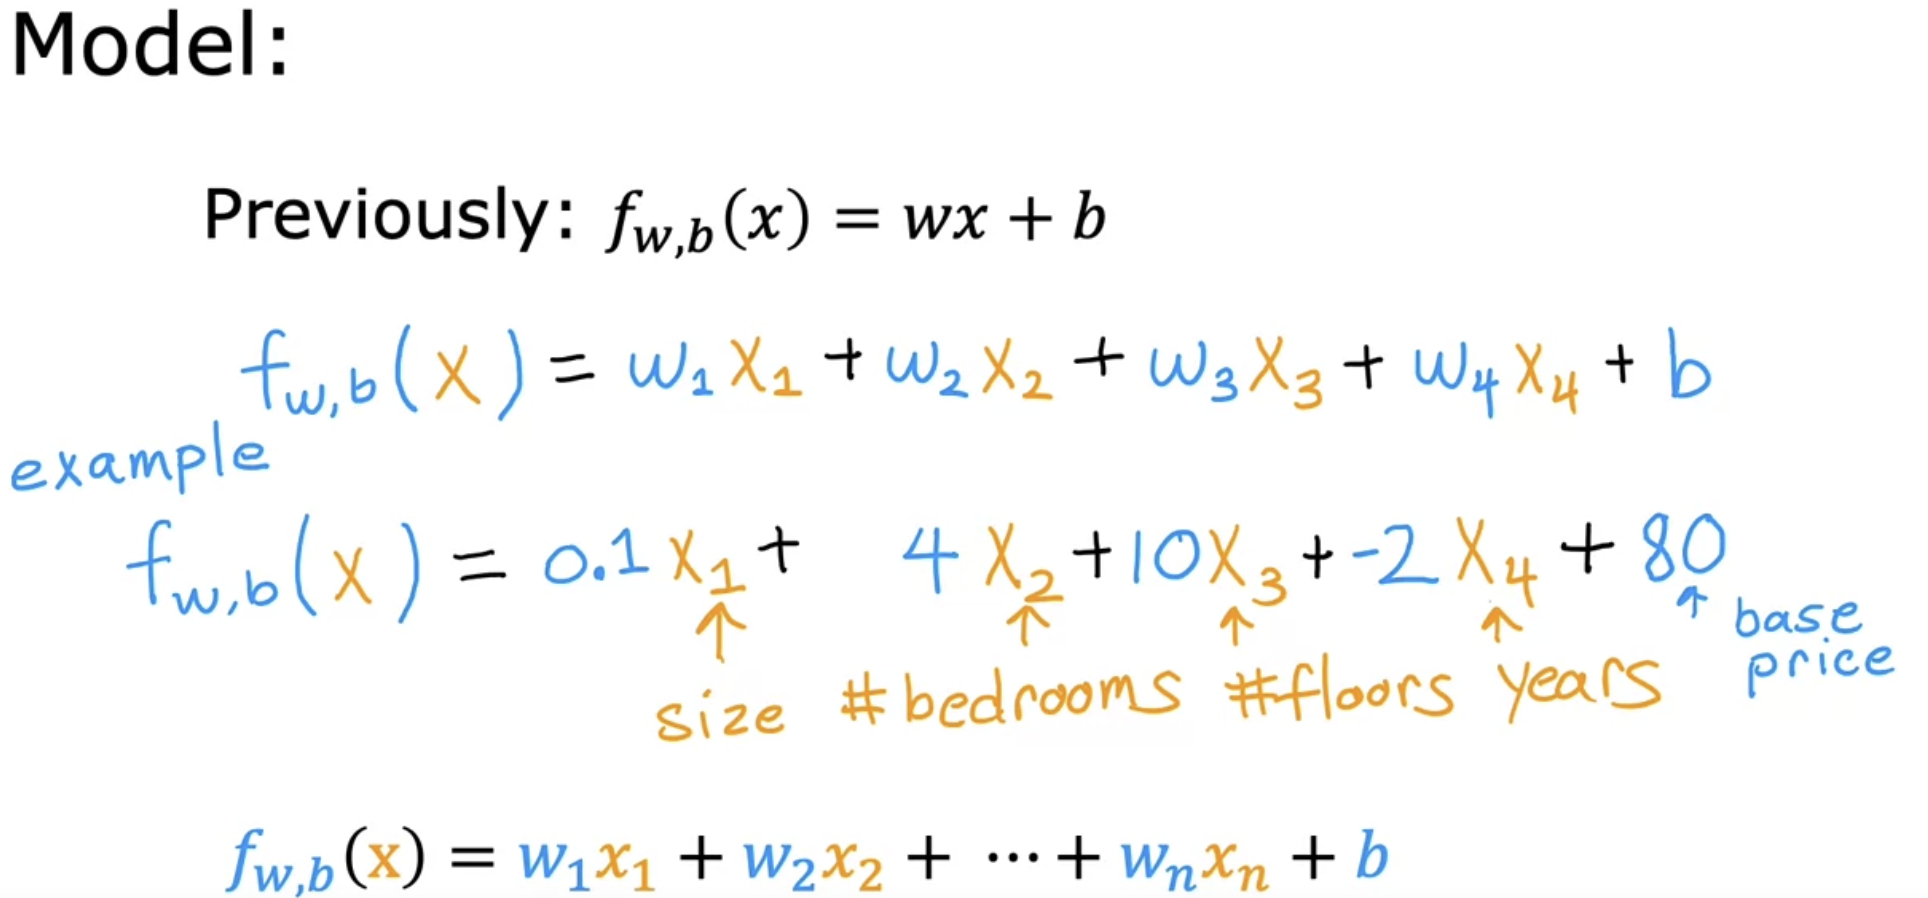 Model:
Previously: f_{w,b}(x) = wx + b
f_{w,b}(x) = w₁x₁ + w₂x₂ + w₃x₃ + w₄x₄ + b
example
f_{w,b}(x) = 0.1x₁ + 4x₂ + 10x₃ + -2x₄ + 80
↑ ↑ ↑ ↑ ↑ base price
size #bedrooms #floors years
f_{w,b}(x) = w₁x₁ + w₂x₂ + ⋯ + wₙxₙ + b